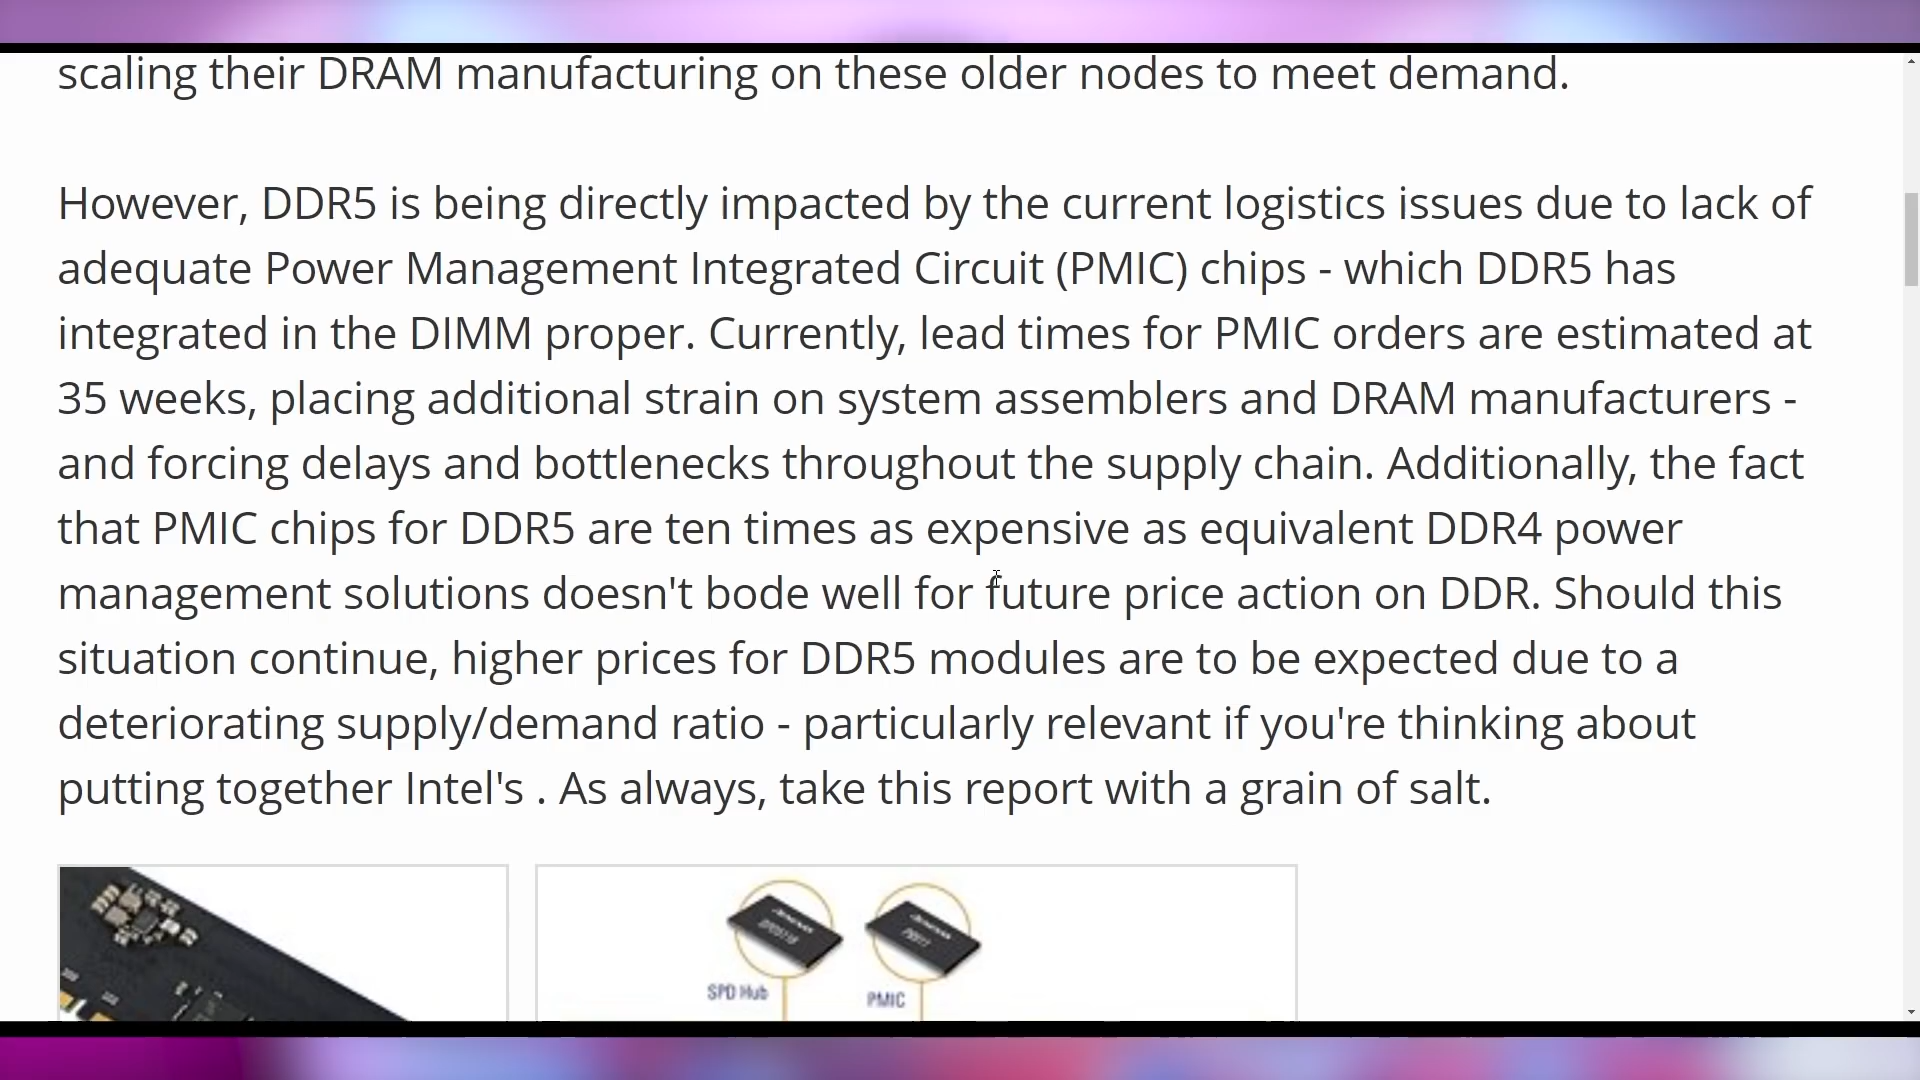 scaling their DRAM manufacturing on these older nodes to meet demand.
However, DDR5 is being directly impacted by the current logistics issues due to lack of
adequate Power Management Integrated Circuit (PMIC) chips - which DDR5 has
integrated in the DIMM proper. Currently, lead times for PMIC orders are estimated at
35 weeks, placing additional strain on system assemblers and DRAM manufacturers -
and forcing delays and bottlenecks throughout the supply chain. Additionally, the fact
that PMIC chips for DDR5 are ten times as expensive as equivalent DDR4 power
management solutions doesn't bode well for future price action on DDR. Should this
situation continue, higher prices for DDR5 modules are to be expected due to a
deteriorating supply/demand ratio - particularly relevant if you're thinking about
putting together Intel's . As always, take this report with a grain of salt.
SPD Hub
PMIC